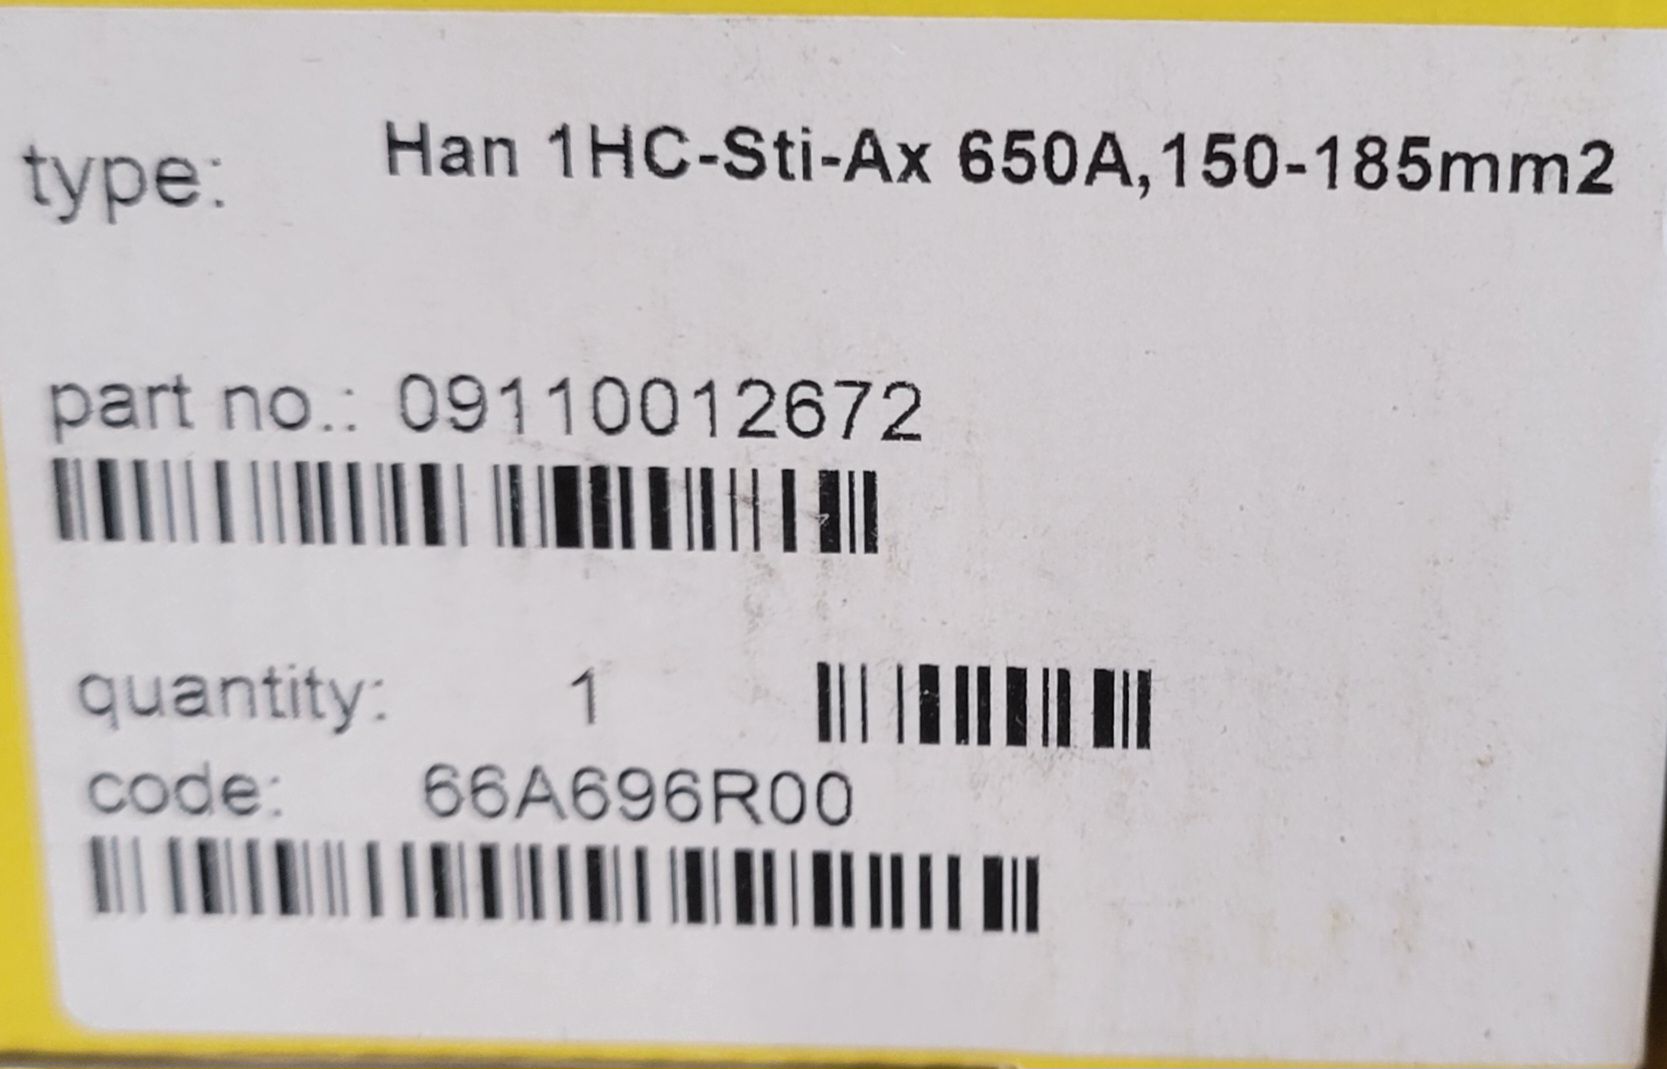 type: Han 1HC-Sti-Ax 650A,150-185mm2
part no.: 09110012672
quantity: 1
code: 66A696R00